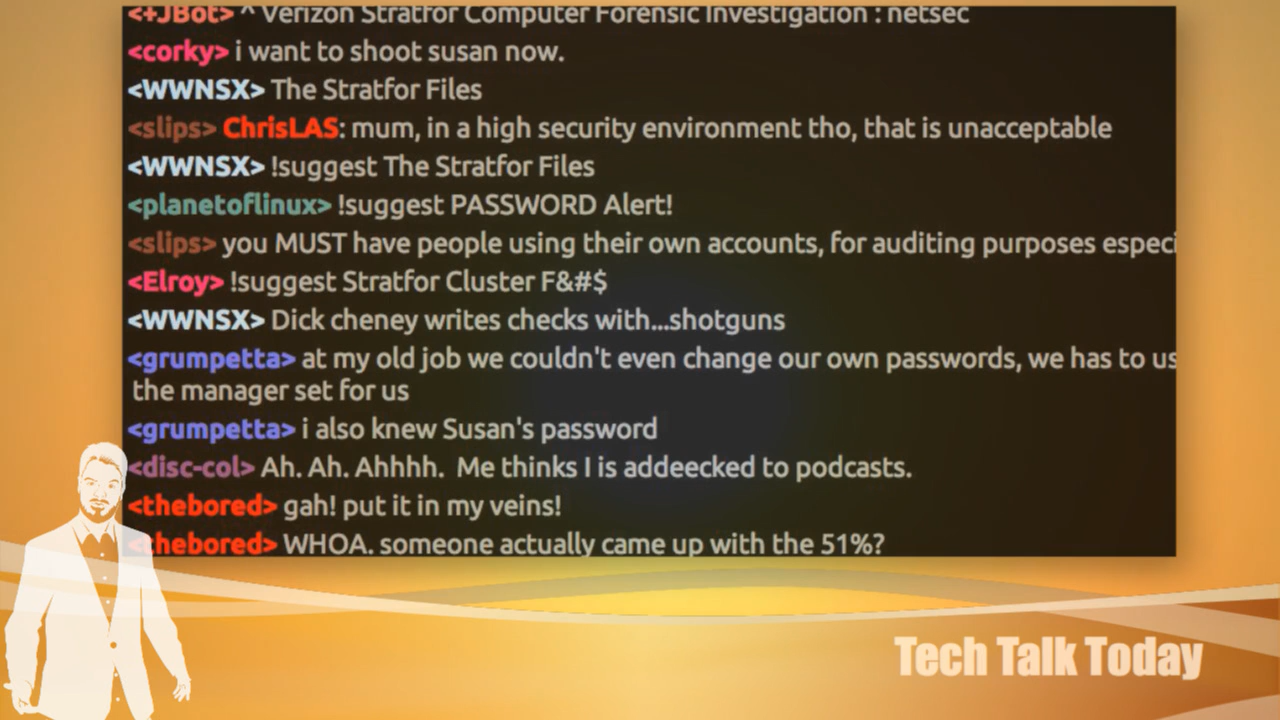 <+JBot> ^ Verizon Stratfor Computer Forensic Investigation : netsec
<corky> i want to shoot susan now.
<WWNSX> The Stratfor Files
<slips> ChrisLAS: mum, in a high security environment tho, that is unacceptable
<WWNSX> !suggest The Stratfor Files
<planetoflinux> !suggest PASSWORD Alert!
<slips> you MUST have people using their own accounts, for auditing purposes especi
<Elroy> !suggest Stratfor Cluster F&#$
<WWNSX> Dick cheney writes checks with...shotguns
<grumpetta> at my old job we couldn't even change our own passwords, we has to us
the manager set for us
<grumpetta> i also knew Susan's password
<disc-col> Ah. Ah. Ahhhh.  Me thinks I is addeecked to podcasts.
<thebored> gah! put it in my veins!
<thebored> WHOA. someone actually came up with the 51%?
Tech Talk Today